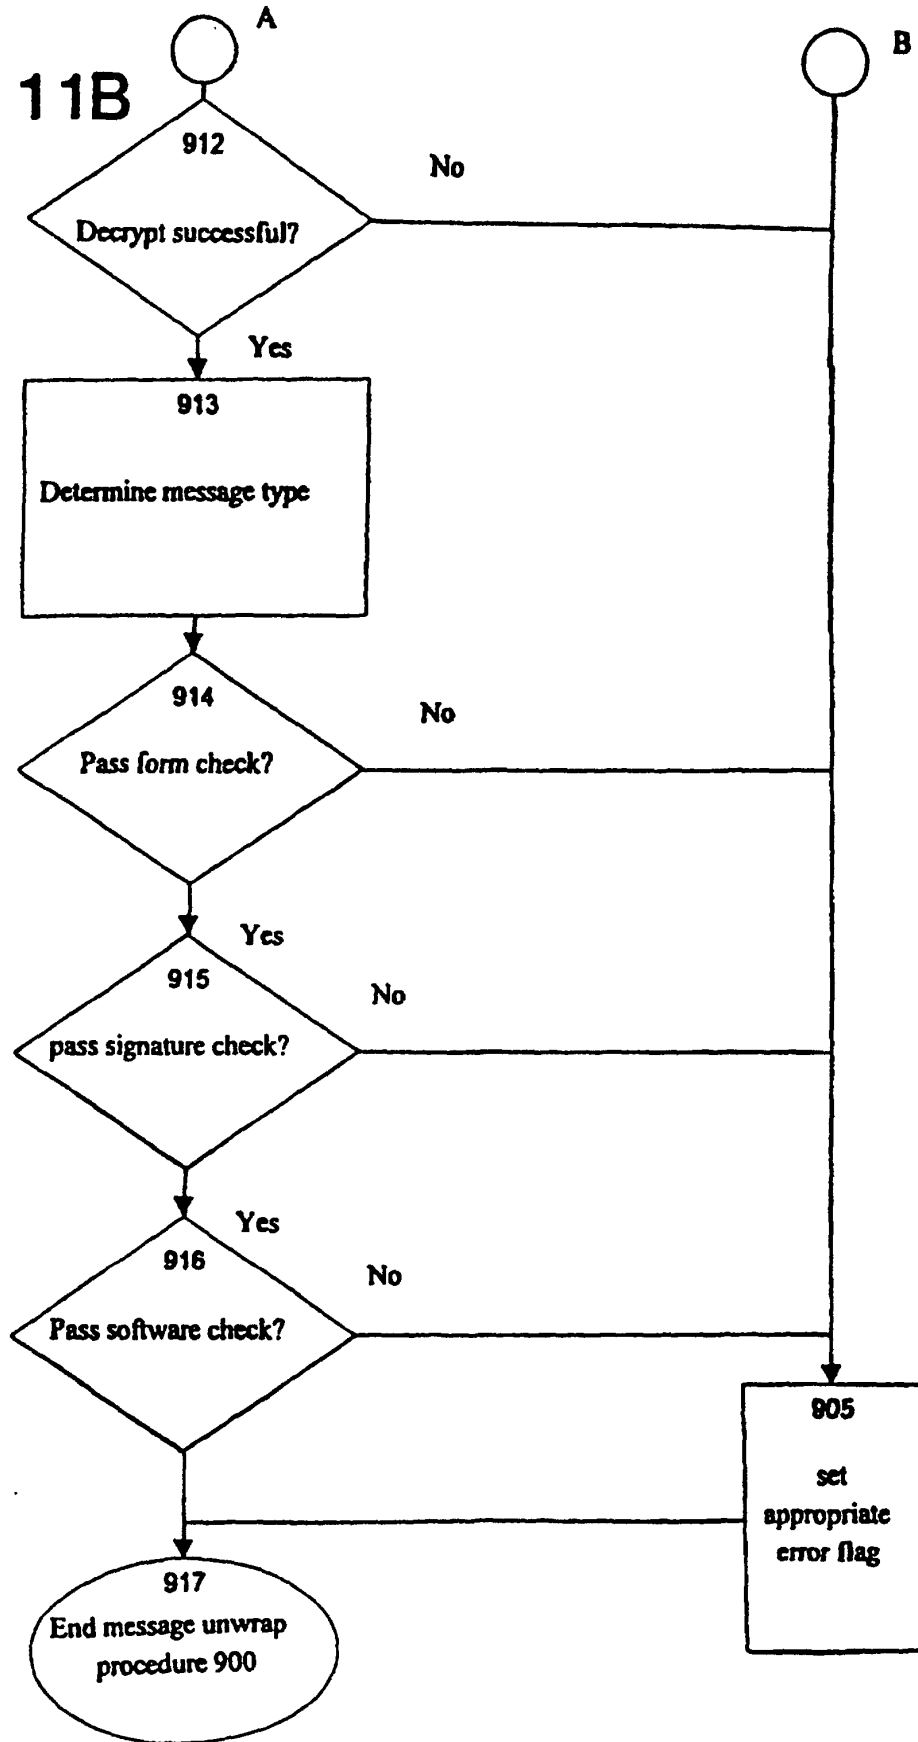 A
B
11B
912
No
Decrypt successful?
Yes
913
Determine message type
914
No
Pass form check?
Yes
915
No
pass signature check?
Yes
916
No
Pass software check?
905
set
appropriate
error flag
917
End message unwrap
procedure 900